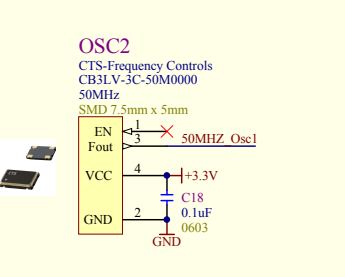 OSC2
CTS-Frequency Controls
CB3LV-3C-50M0000
50MHz
SMD 7.5mm x 5mm
EN 1
Fout 3 50MHZ_Osc1
VCC 4 +3.3V
C18
0.1uF
GND 2 0603
GND